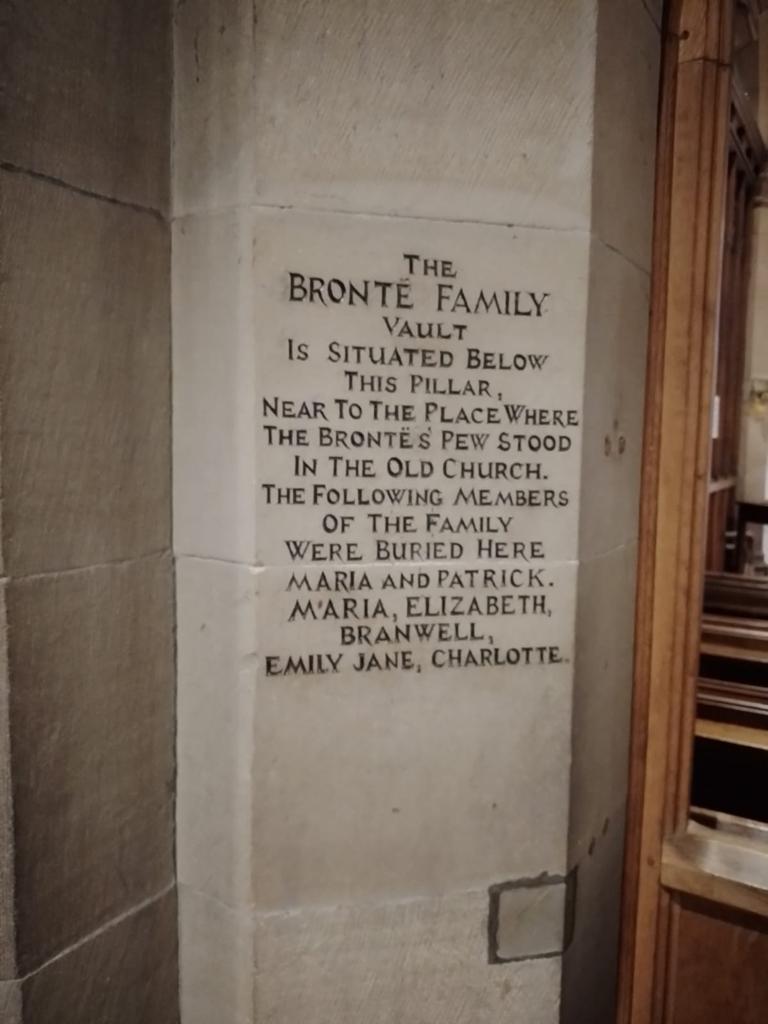 THE
BRONTË FAMILY
VAULT
IS SITUATED BELOW
THIS PILLAR,
NEAR TO THE PLACE WHERE
THE BRONTËS' PEW STOOD
IN THE OLD CHURCH.
THE FOLLOWING MEMBERS
OF THE FAMILY
WERE BURIED HERE
MARIA AND PATRICK.
MARIA, ELIZABETH,
BRANWELL,
EMILY JANE, CHARLOTTE.